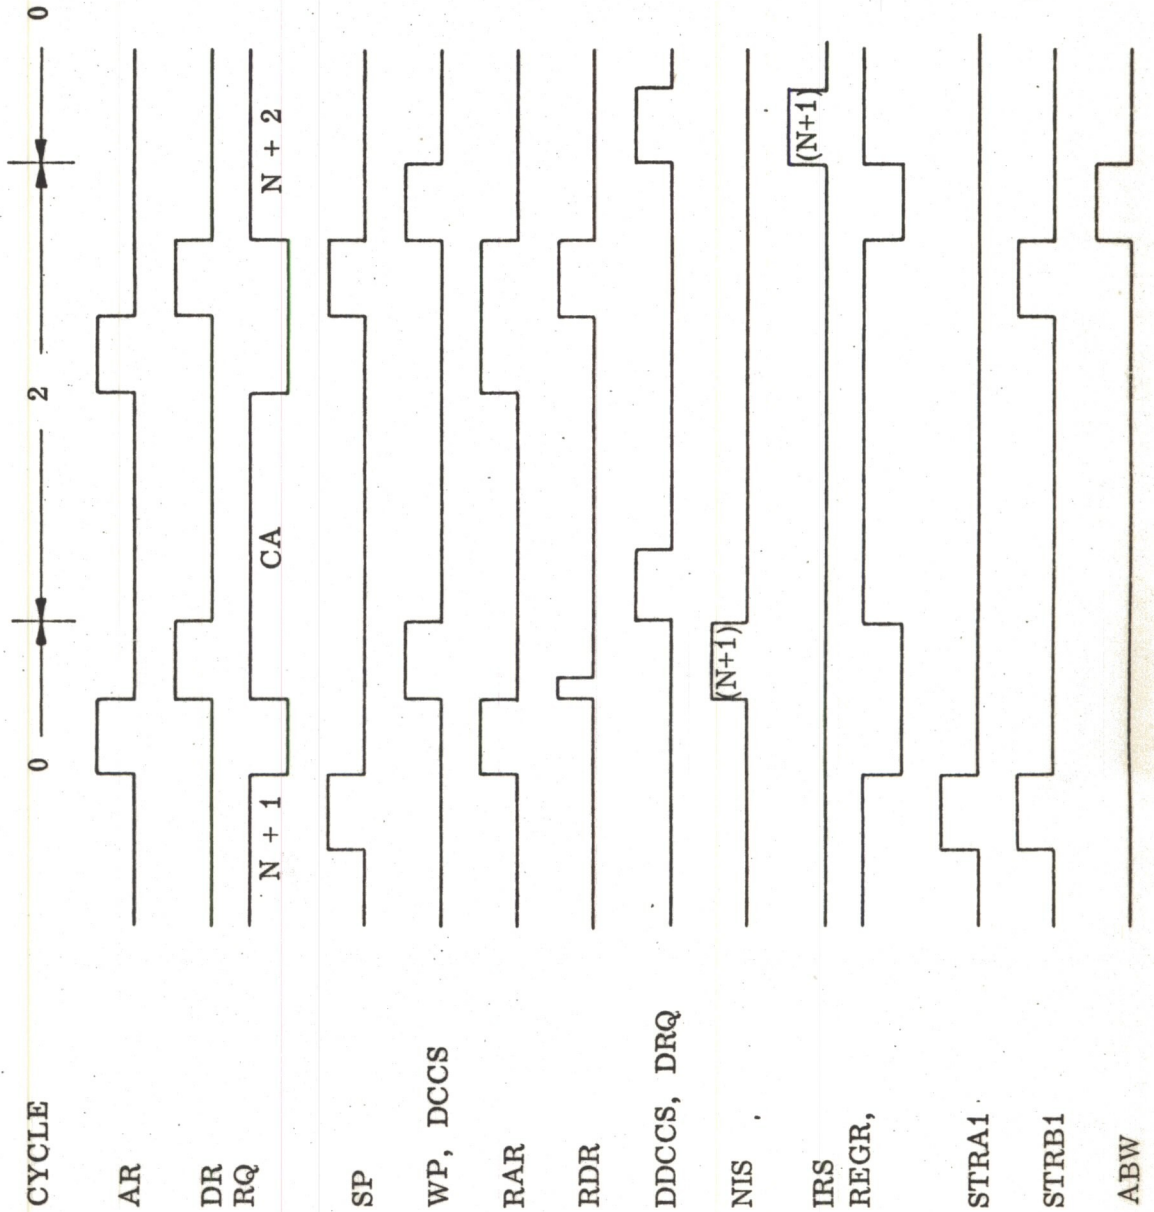 CYCLE 0 2 0
AR
DR
RQ N + 1 CA N + 2
SP
WP, DCCS
RAR
RDR
DDCCS, DRQ
NIS (N+1)
IRS (N+1)
REGR,
STRA1
STRB1
ABW